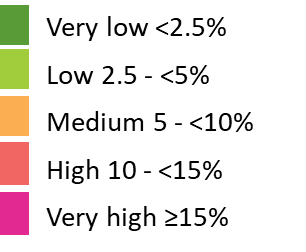 Very low <2.5%
Low 2.5 - <5%
Medium 5 - <10%
High 10 - <15%
Very high ≥15%